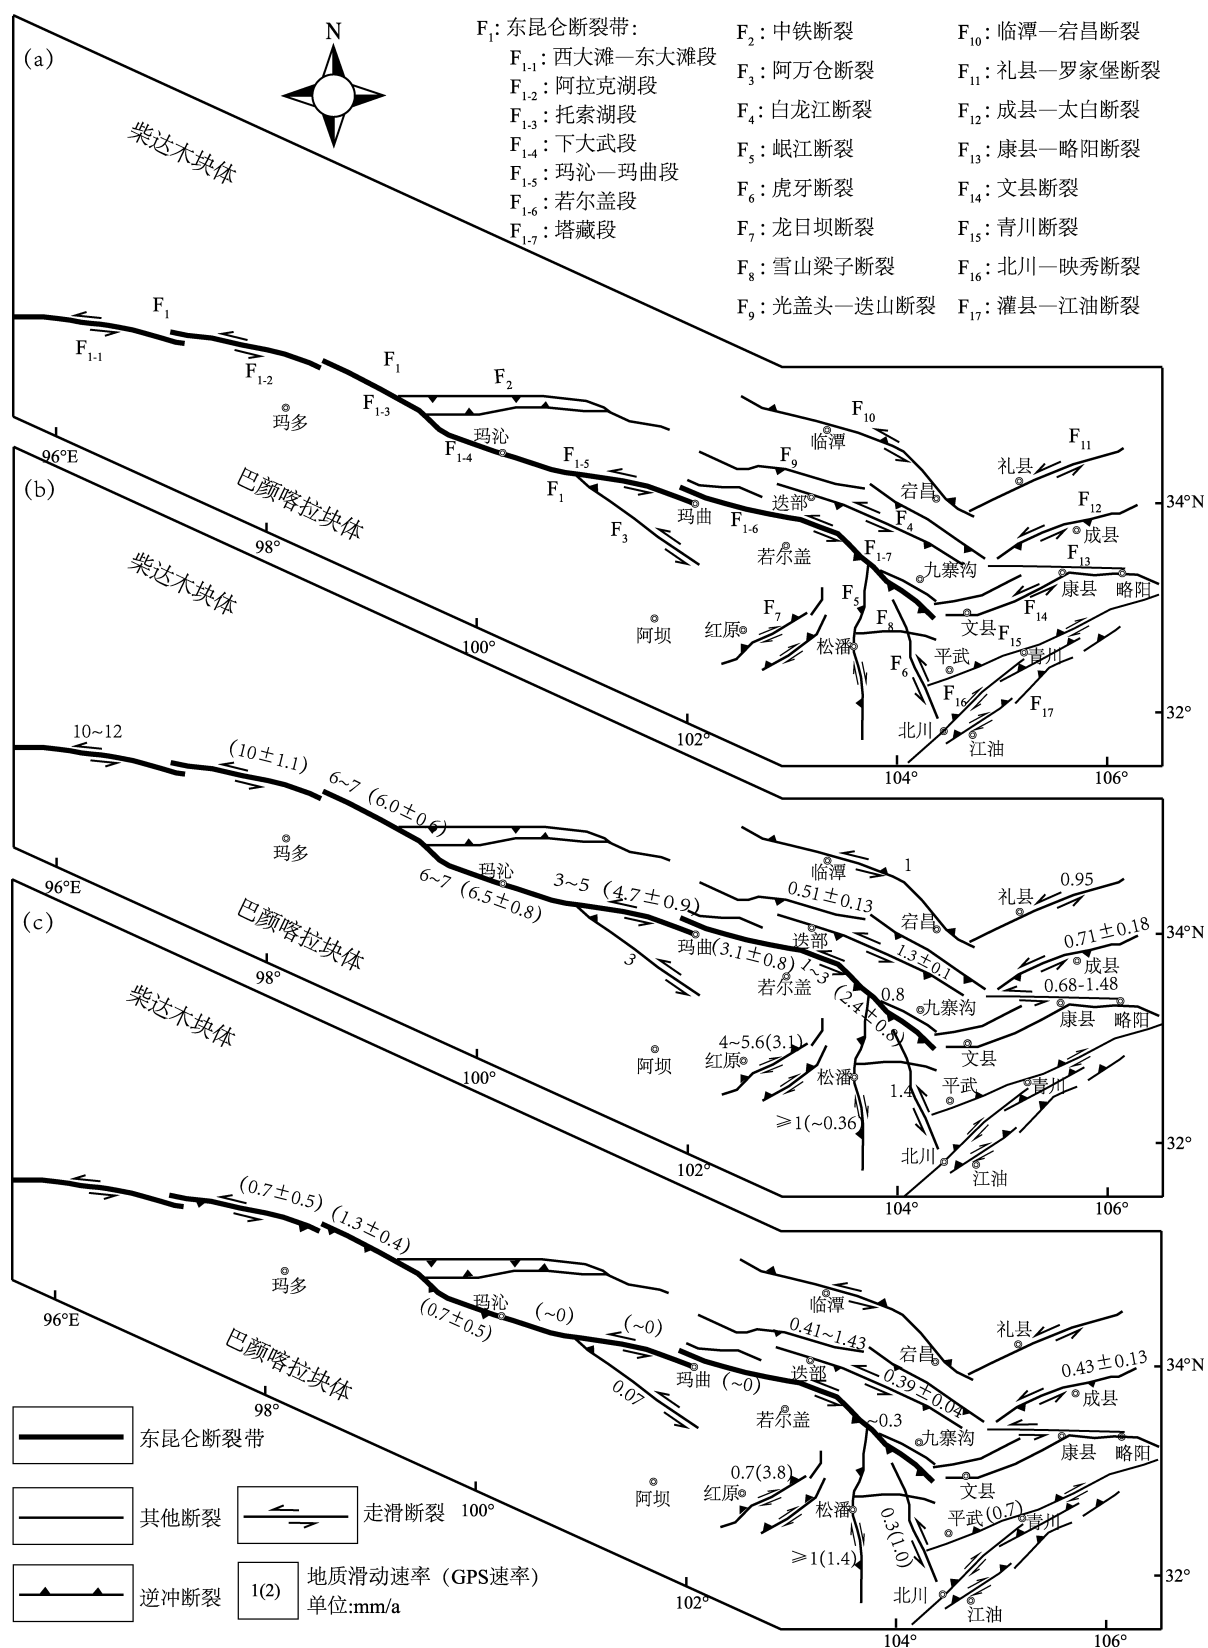 (a)
N
F1: 东昆仑断裂带:
F1-1: 西大滩—东大滩段
F1-2: 阿拉克湖段
F1-3: 托索湖段
F1-4: 下大武段
F1-5: 玛沁—玛曲段
F1-6: 若尔盖段
F1-7: 塔藏段
F2: 中铁断裂
F3: 阿万仓断裂
F4: 白龙江断裂
F5: 岷江断裂
F6: 虎牙断裂
F7: 龙日坝断裂
F8: 雪山梁子断裂
F9: 光盖头—迭山断裂
F10: 临潭—宕昌断裂
F11: 礼县—罗家堡断裂
F12: 成县—太白断裂
F13: 康县—略阳断裂
F14: 文县断裂
F15: 青川断裂
F16: 北川—映秀断裂
F17: 灌县—江油断裂
柴达木块体
F1
F1-1
F1-2
玛多
F1
F1-3
F2
玛沁
F1-4
F1-5
F1
F3
F10
临潭
F9
迭部
宕昌
F11
礼县
34°N
玛曲
F1-6
F4
F12
成县
若尔盖
F1-7
九寨沟
F13
康县
略阳
F5
F7
阿坝
红原
F8
松潘
文县
F14
F15
平武
青川
F6
F16
F17
32°
北川
江油
96°E
巴颜喀拉块体
98°
100°
102°
104°
106°
(b)
柴达木块体
10~12
(10±1.1)
6~7 (6.0±0.6)
玛多
玛沁
6~7 (6.5±0.8)
3~5 (4.7±0.9)
3
临潭
1
0.51±0.13
宕昌
礼县
0.95
34°N
玛曲
(3.1±0.8)
迭部
1~3
(2.4±0.8)
1.3±0.1
0.71±0.18
成县
若尔盖
0.8
九寨沟
0.68-1.48
康县
略阳
4~5.6(3.1)
阿坝
红原
松潘
文县
1.4
平武
青川
≥1(~0.36)
32°
北川
江油
96°E
巴颜喀拉块体
98°
100°
102°
104°
106°
(c)
柴达木块体
(0.7±0.5)
(1.3±0.4)
玛多
玛沁
(0.7±0.5)
(~0)
(~0)
0.07
临潭
0.41~1.43
迭部
宕昌
礼县
34°N
玛曲
(~0)
0.39±0.04
0.43±0.13
成县
若尔盖
~0.3
九寨沟
康县
略阳
0.7(3.8)
阿坝
红原
松潘
文县
0.3(1.0)
平武(0.7)
青川
≥1(1.4)
32°
北川
江油
96°E
巴颜喀拉块体
98°
100°
102°
104°
106°
东昆仑断裂带
其他断裂
走滑断裂
逆冲断裂
1(2)
地质滑动速率（GPS速率）
单位:mm/a